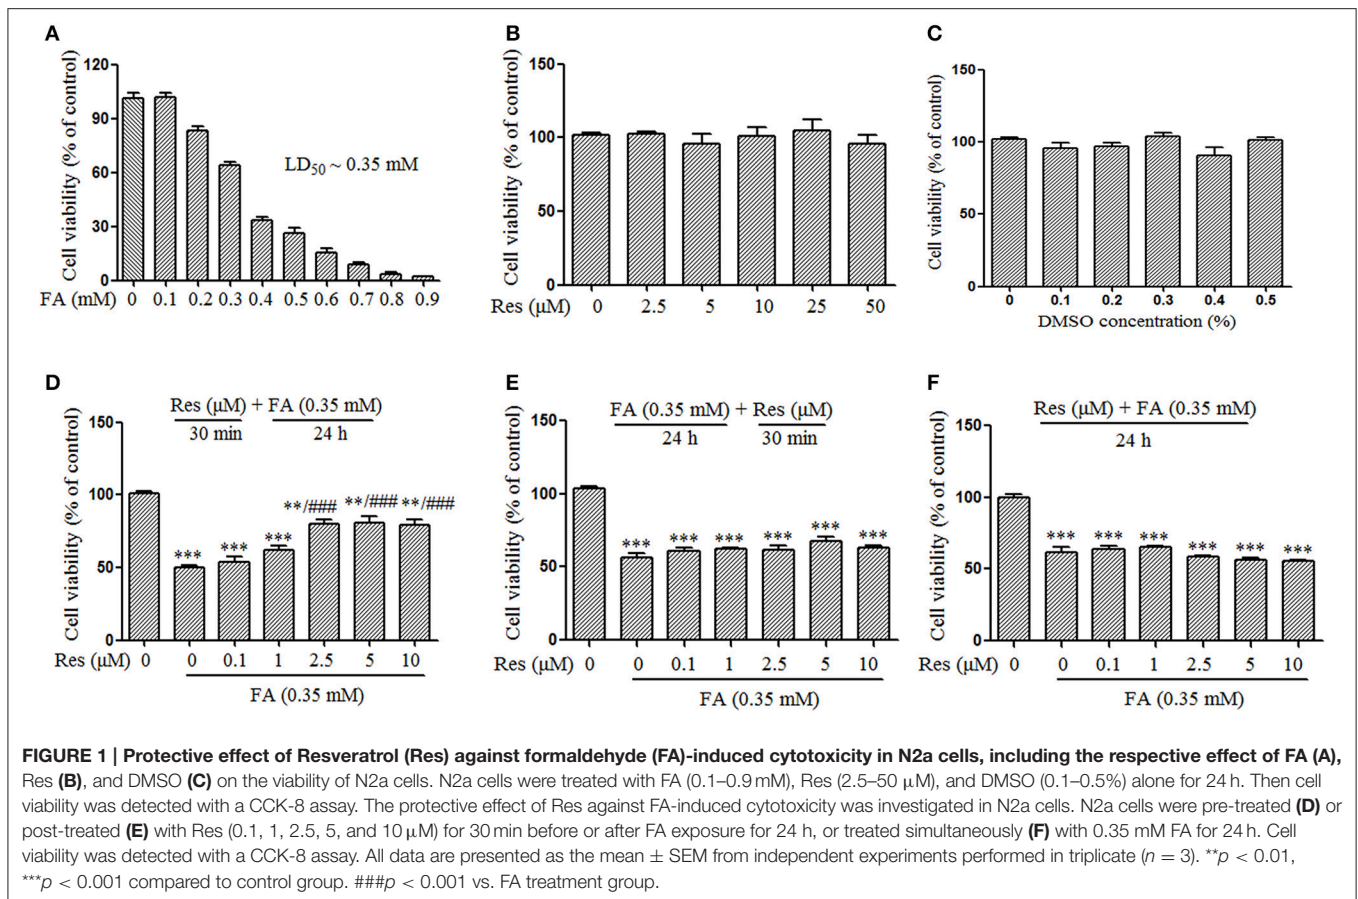 A
Cell viability (% of control)
120
90
60
30
0
LD50 ~ 0.35 mM
FA (mM) 0 0.1 0.2 0.3 0.4 0.5 0.6 0.7 0.8 0.9
B
Cell viability (% of control)
150
100
50
0
Res (μM) 0 2.5 5 10 25 50
C
Cell viability (% of control)
150
100
50
0
0 0.1 0.2 0.3 0.4 0.5
DMSO concentration (%)
D
Res (μM) + FA (0.35 mM)
30 min 24 h
Cell viability (% of control)
150
100
50
0
*** *** *** **/### **/### **/###
Res (μM) 0 0 0.1 1 2.5 5 10
FA (0.35 mM)
E
FA (0.35 mM) + Res (μM)
24 h 30 min
Cell viability (% of control)
150
100
50
0
*** *** *** *** *** ***
Res (μM) 0 0 0.1 1 2.5 5 10
FA (0.35 mM)
F
Res (μM) + FA (0.35 mM)
24 h
Cell viability (% of control)
150
100
50
0
*** *** *** *** *** ***
Res (μM) 0 0 0.1 1 2.5 5 10
FA (0.35 mM)
FIGURE 1 | Protective effect of Resveratrol (Res) against formaldehyde (FA)-induced cytotoxicity in N2a cells, including the respective effect of FA (A),
Res (B), and DMSO (C) on the viability of N2a cells. N2a cells were treated with FA (0.1–0.9 mM), Res (2.5–50 μM), and DMSO (0.1–0.5%) alone for 24 h. Then cell
viability was detected with a CCK-8 assay. The protective effect of Res against FA-induced cytotoxicity was investigated in N2a cells. N2a cells were pre-treated (D) or
post-treated (E) with Res (0.1, 1, 2.5, 5, and 10 μM) for 30 min before or after FA exposure for 24 h, or treated simultaneously (F) with 0.35 mM FA for 24 h. Cell
viability was detected with a CCK-8 assay. All data are presented as the mean ± SEM from independent experiments performed in triplicate (n = 3). **p < 0.01,
***p < 0.001 compared to control group. ###p < 0.001 vs. FA treatment group.